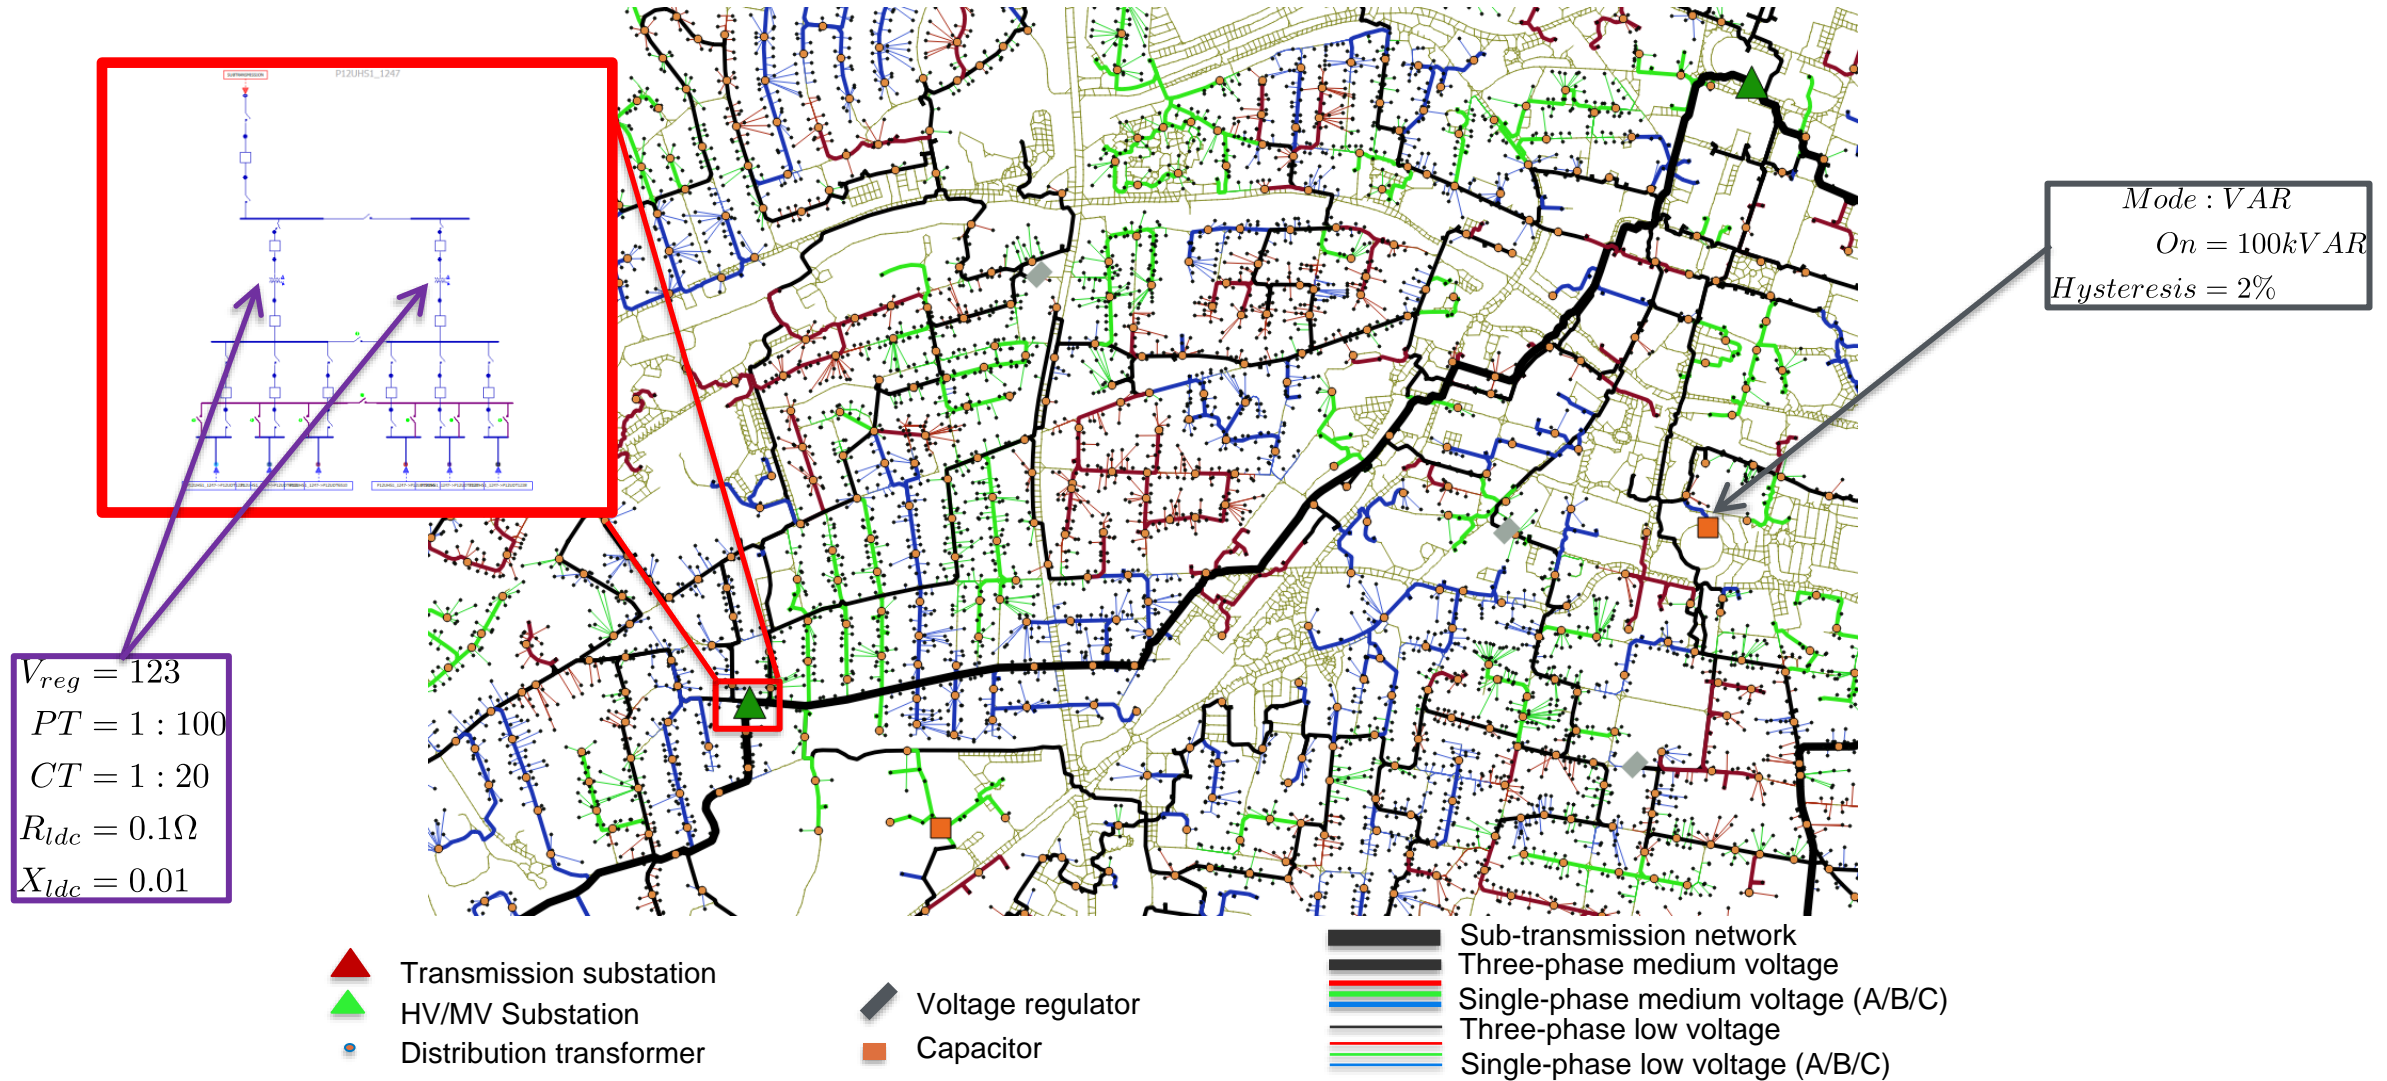 SUBTRANSMISSION
P12UHS1_1247
Mode : VAR
On = 100kVAR
Hysteresis = 2%
V_reg = 123
PT = 1 : 100
CT = 1 : 20
R_ldc = 0.1Ω
X_ldc = 0.01
Transmission substation
HV/MV Substation
Distribution transformer
Voltage regulator
Capacitor
Sub-transmission network
Three-phase medium voltage
Single-phase medium voltage (A/B/C)
Three-phase low voltage
Single-phase low voltage (A/B/C)